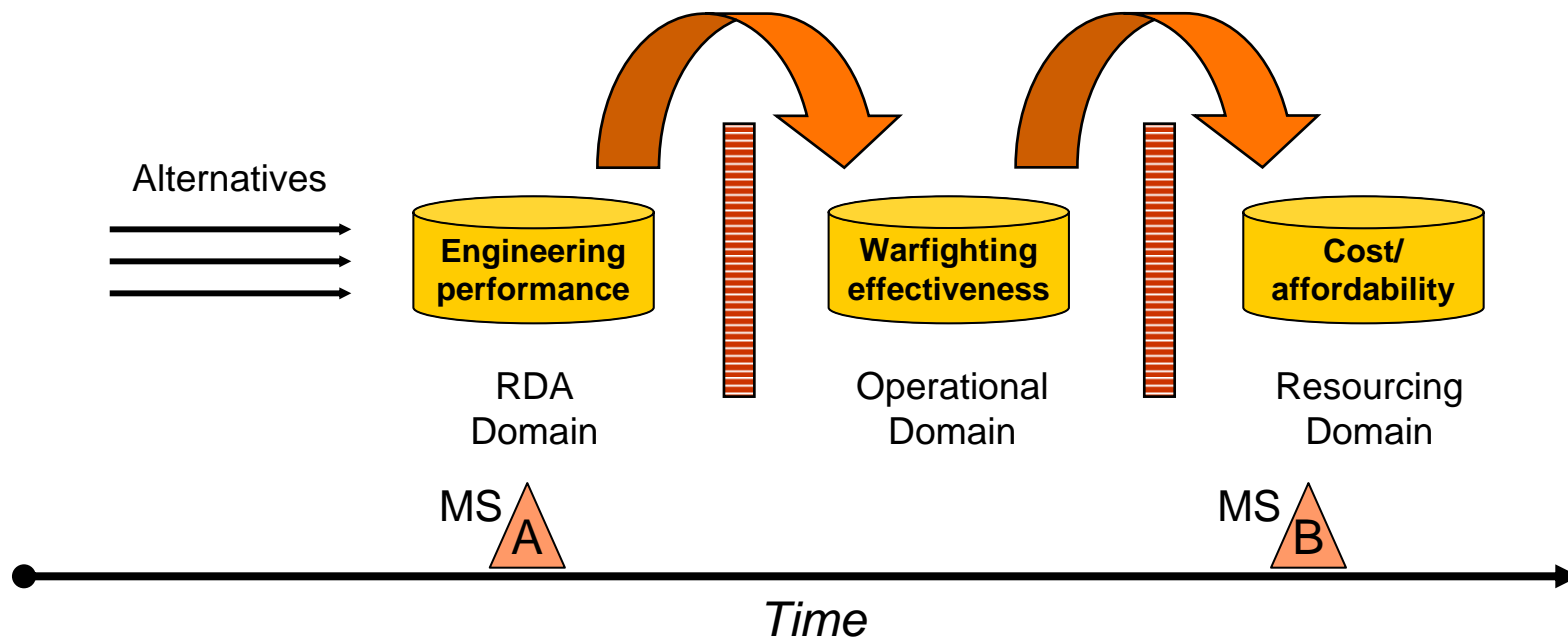 Alternatives
Engineering
performance
Warfighting
effectiveness
Cost/
affordability
RDA
Domain
Operational
Domain
Resourcing
Domain
MS
A
MS
B
Time